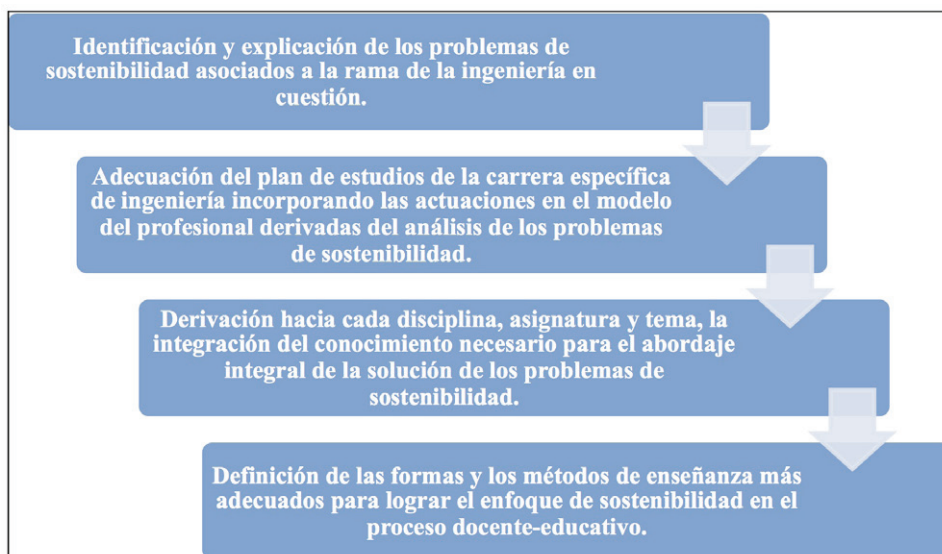 Identificación y explicación de los problemas de
sostenibilidad asociados a la rama de la ingeniería en
cuestión.
Adecuación del plan de estudios de la carrera específica
de ingeniería incorporando las actuaciones en el modelo
del profesional derivadas del análisis de los problemas
de sostenibilidad.
Derivación hacia cada disciplina, asignatura y tema, la
integración del conocimiento necesario para el abordaje
integral de la solución de los problemas de
sostenibilidad.
Definición de las formas y los métodos de enseñanza más
adecuados para lograr el enfoque de sostenibilidad en el
proceso docente-educativo.